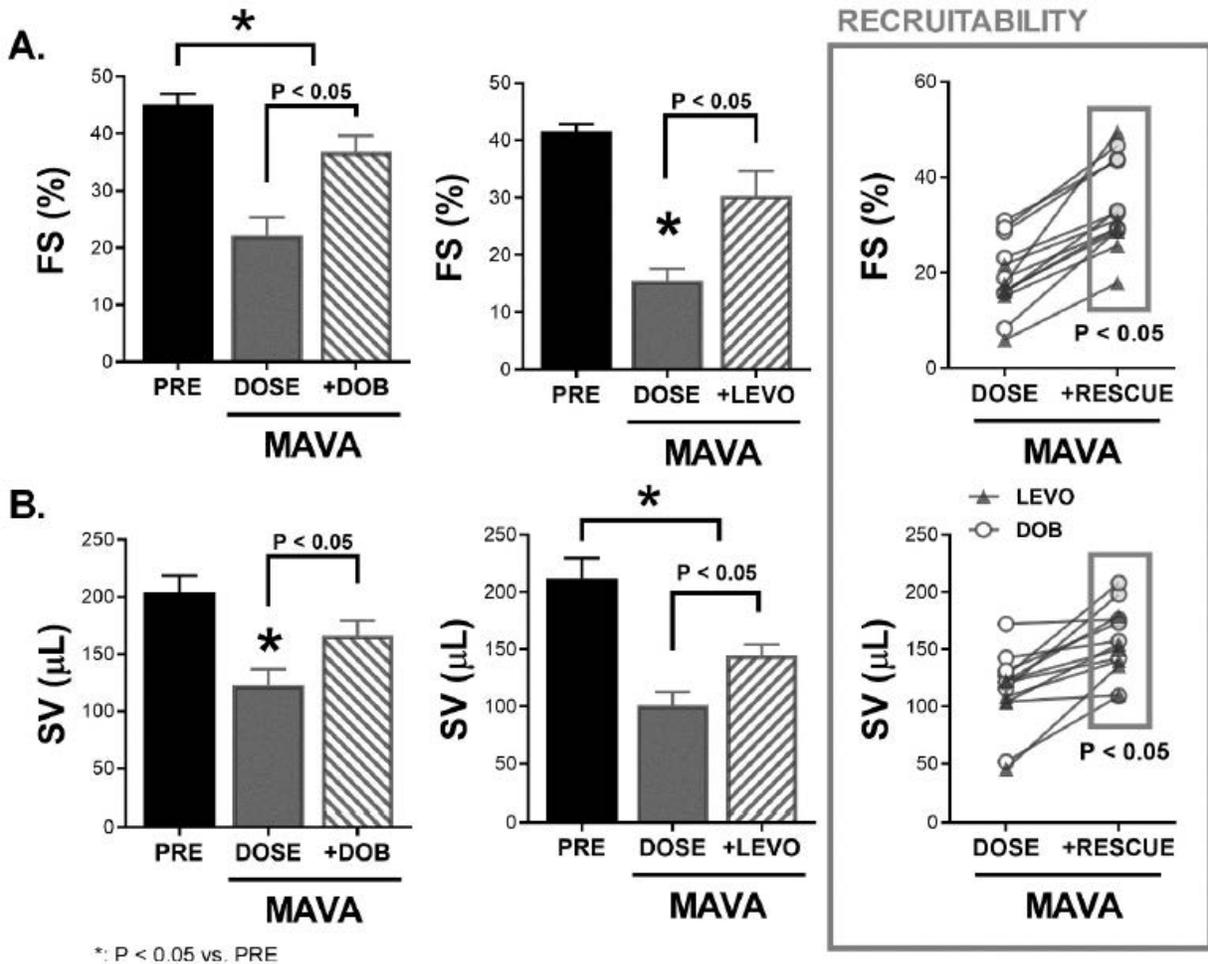 RECRUITABILITY
A.
*
P < 0.05
50
40
30
20
10
0
FS (%)
PRE
DOSE
+DOB
MAVA
P < 0.05
50
40
30
20
10
0
FS (%)
*
PRE
DOSE
+LEVO
MAVA
60
40
20
0
FS (%)
P < 0.05
DOSE
+RESCUE
MAVA
LEVO
DOB
B.
P < 0.05
250
200
150
100
50
0
SV (μL)
*
PRE
DOSE
+DOB
MAVA
*
P < 0.05
250
200
150
100
50
0
SV (μL)
PRE
DOSE
+LEVO
MAVA
250
200
150
100
50
0
SV (μL)
P < 0.05
DOSE
+RESCUE
MAVA
*: P < 0.05 vs. PRE